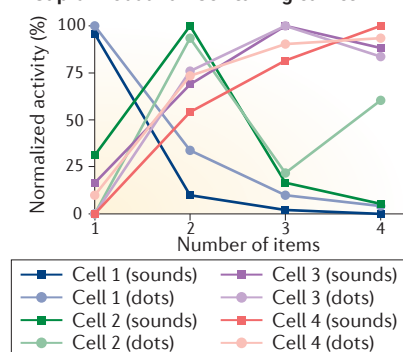 Normalized activity (%)
100
75
50
25
0
1 2 3 4
Number of items
Cell 1 (sounds)
Cell 1 (dots)
Cell 2 (sounds)
Cell 2 (dots)
Cell 3 (sounds)
Cell 3 (dots)
Cell 4 (sounds)
Cell 4 (dots)